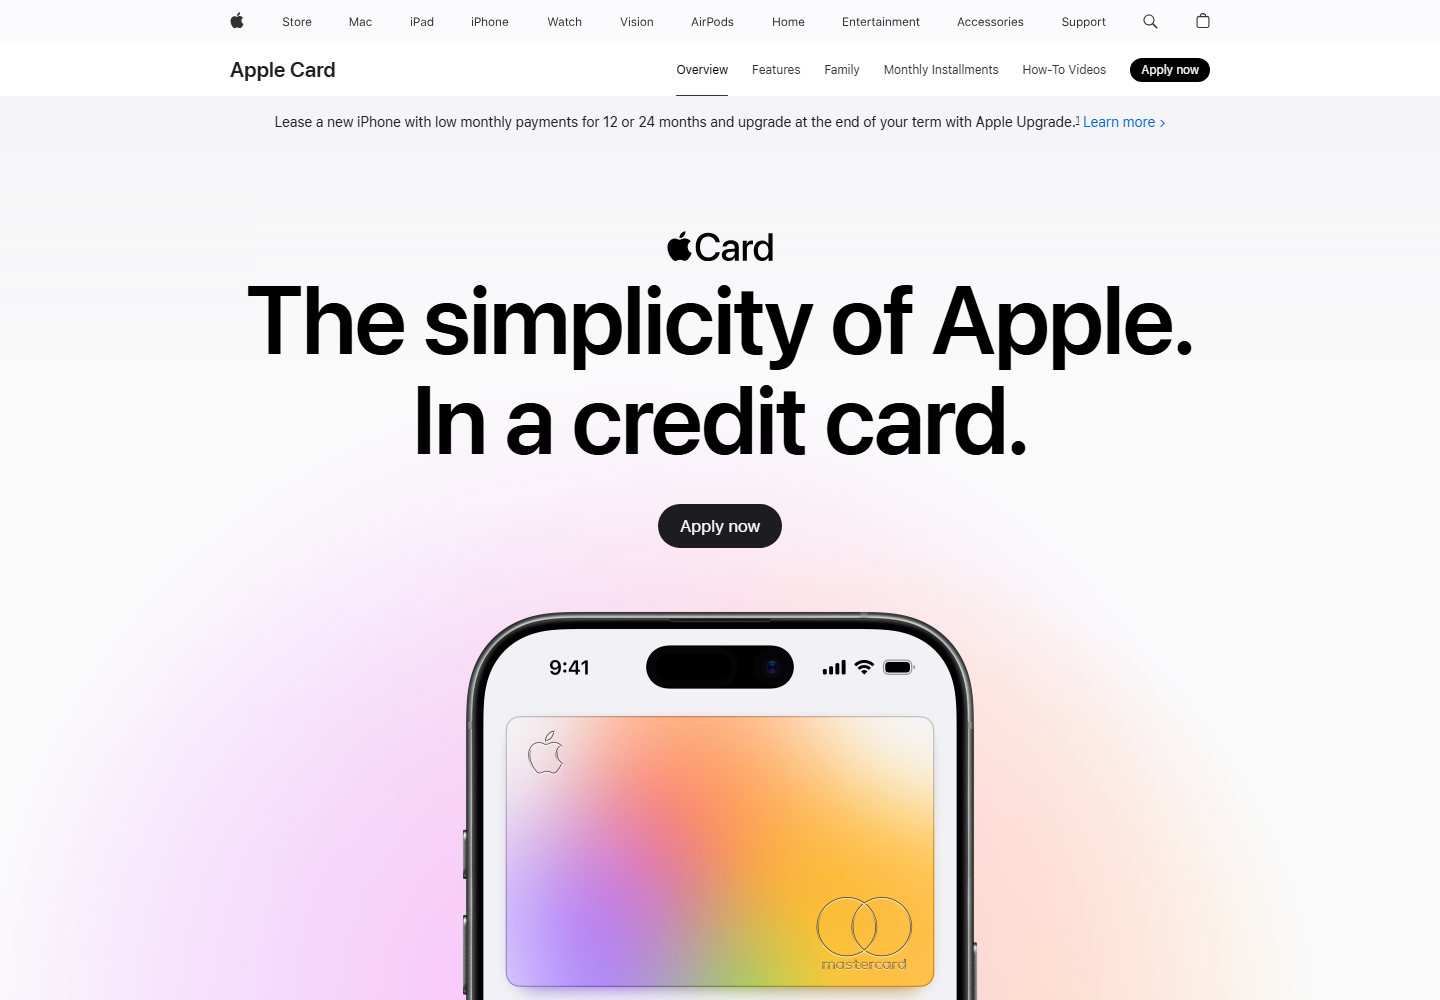 Store Mac iPad iPhone Watch Vision AirPods Home Entertainment Accessories Support
Apple Card
Overview Features Family Monthly Installments How-To Videos Apply now
Lease a new iPhone with low monthly payments for 12 or 24 months and upgrade at the end of your term with Apple Upgrade.¹ Learn more >
Card
The simplicity of Apple.
In a credit card.
Apply now
9:41
mastercard